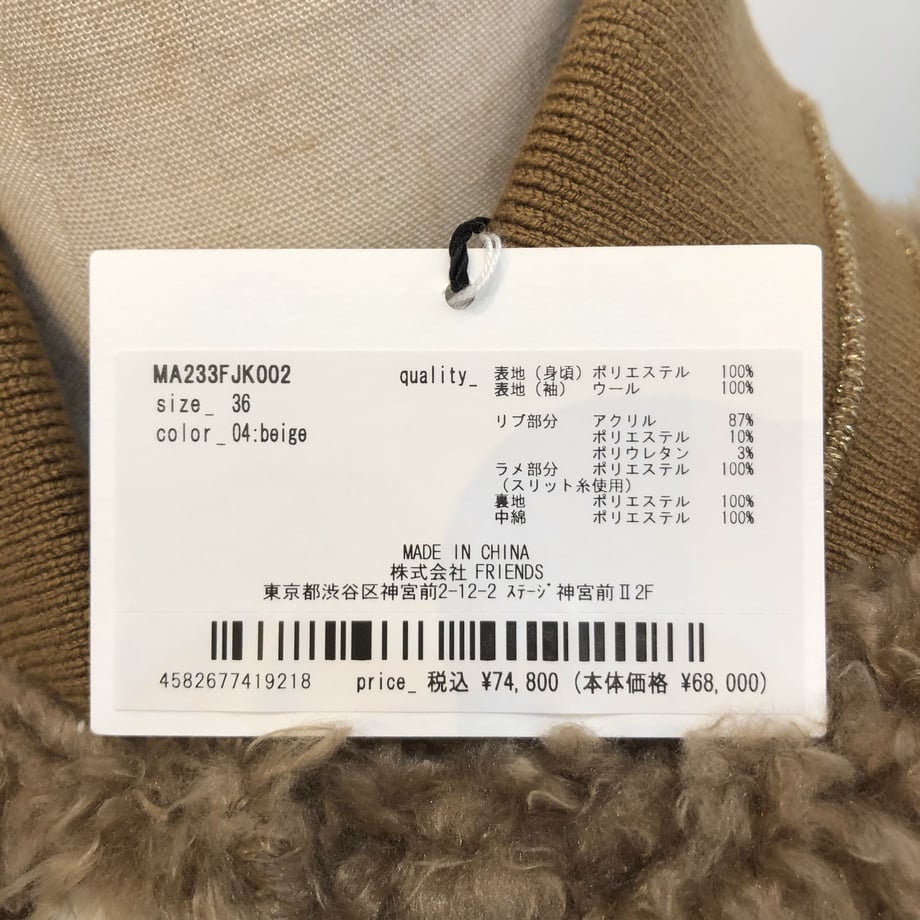 MA233FJK002
size_ 36
color_04:beige
quality_ 表地（身頃）ポリエステル 100%
表地（袖） ウール 100%
リブ部分 アクリル 87%
ポリエステル 10%
ポリウレタン 3%
ラメ部分 ポリエステル 100%
（スリット糸使用）
裏地 ポリエステル 100%
中綿 ポリエステル 100%
MADE IN CHINA
株式会社 FRIENDS
東京都渋谷区神宮前2-12-2 ｽﾃｰｼﾞ神宮前Ⅱ2F
4582677419218 price_ 税込 ¥74,800 (本体価格 ¥68,000)